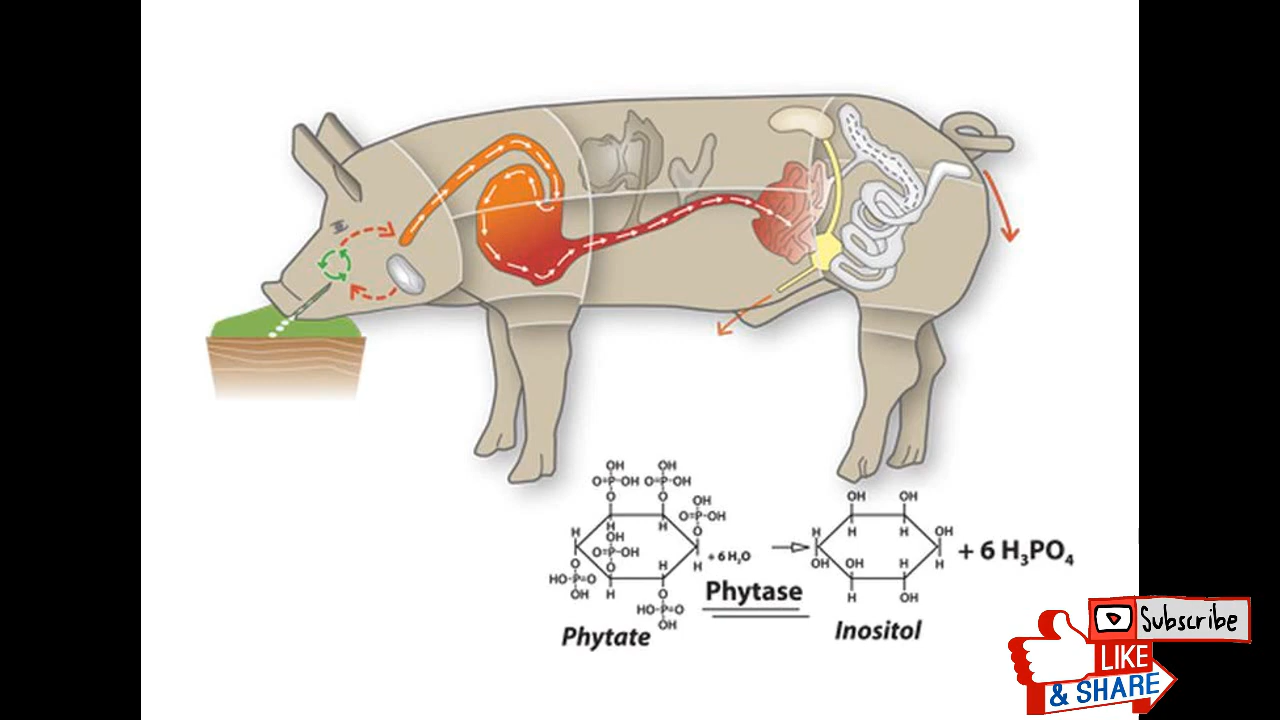 OH OH
O=P-OH O=P-OH
O O OH
O=P-OH
H H H O
OH
O=P-OH
O O H H
HO-P=O
OH H O
HO-P=O
OH
+ 6 H₂O
Phytase
Phytate
OH OH
H H H OH
OH OH H H
H OH
+ 6 H₃PO₄
Inositol
Subscribe
LIKE
& SHARE